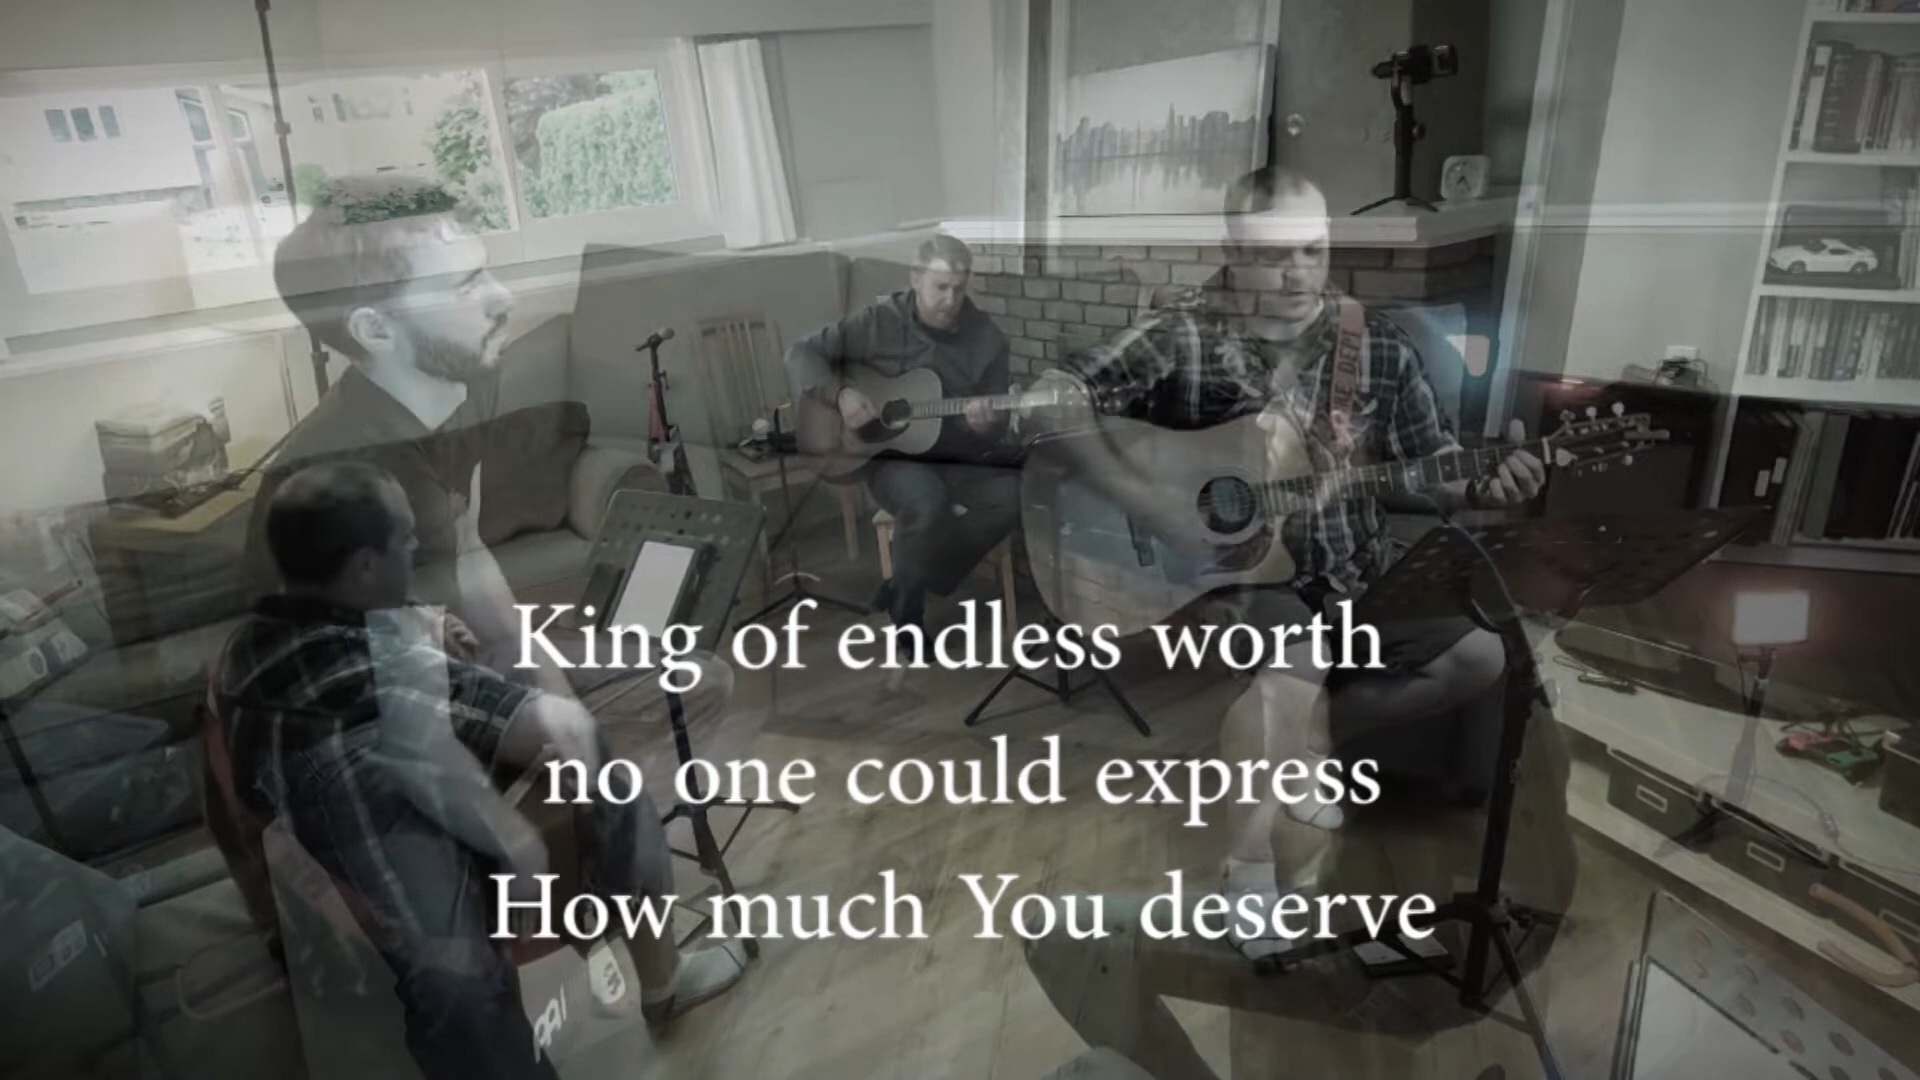 King of endless worth
no one could express
How much You deserve